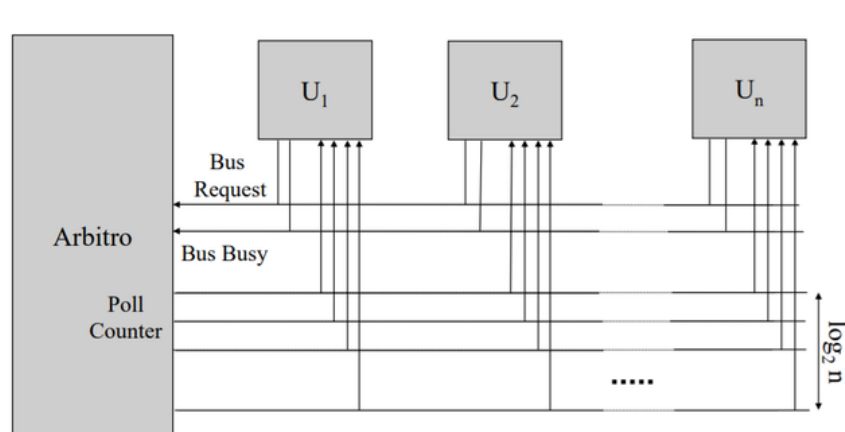 U1
U2
Un
Bus
Request
Arbitro
Bus Busy
Poll
Counter
log2 n
.....